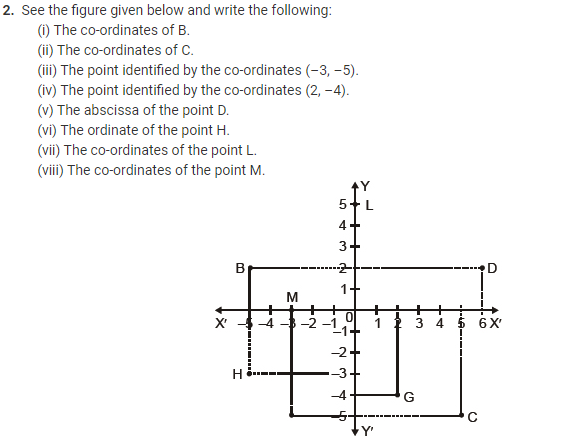 2. See the figure given below and write the following:
(i) The co-ordinates of B.
(ii) The co-ordinates of C.
(iii) The point identified by the co-ordinates (−3, −5).
(iv) The point identified by the co-ordinates (2, −4).
(v) The abscissa of the point D.
(vi) The ordinate of the point H.
(vii) The co-ordinates of the point L.
(viii) The co-ordinates of the point M.
Y
5 L
4
3
B 2 D
1
M
X' −5 −4 −3 −2 −1 0 1 2 3 4 5 6 X'
−1
−2
H −3
−4 G
−5 C
Y'